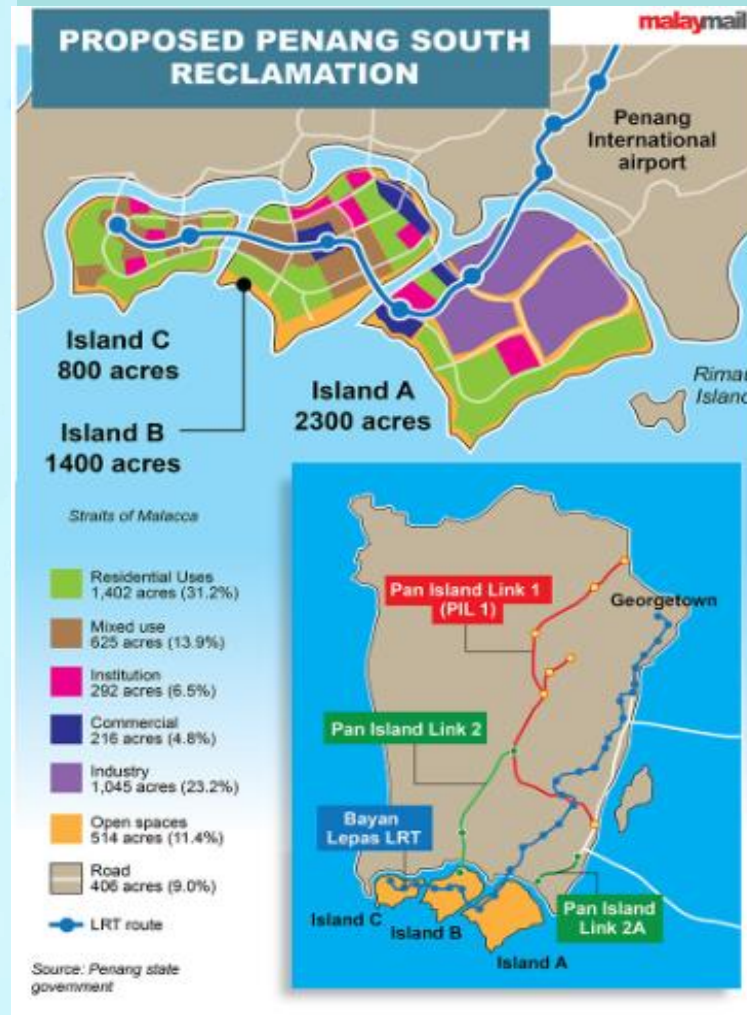 malaymail
PROPOSED PENANG SOUTH
RECLAMATION
Penang
International
airport
Island C
800 acres
Island A
2300 acres
Island B
1400 acres
Island
Straits of Malacca
Residential Uses
1,402 acres (31.2%)
Mixed use
625 acres (13.9%)
Institution
292 acres (6.5%)
Commercial
216 acres (4.8%)
Industry
1,045 acres (23.2%)
Open spaces
514 acres (11.4%)
Road
406 acres (9.0%)
LRT route
Source: Penang state
government
Pan Island Link 1
(PIL 1)
Georgetown
Pan Island Link 2
Bayan
Lepas LRT
Island C
Island B
Island A
Pan Island
Link 2A